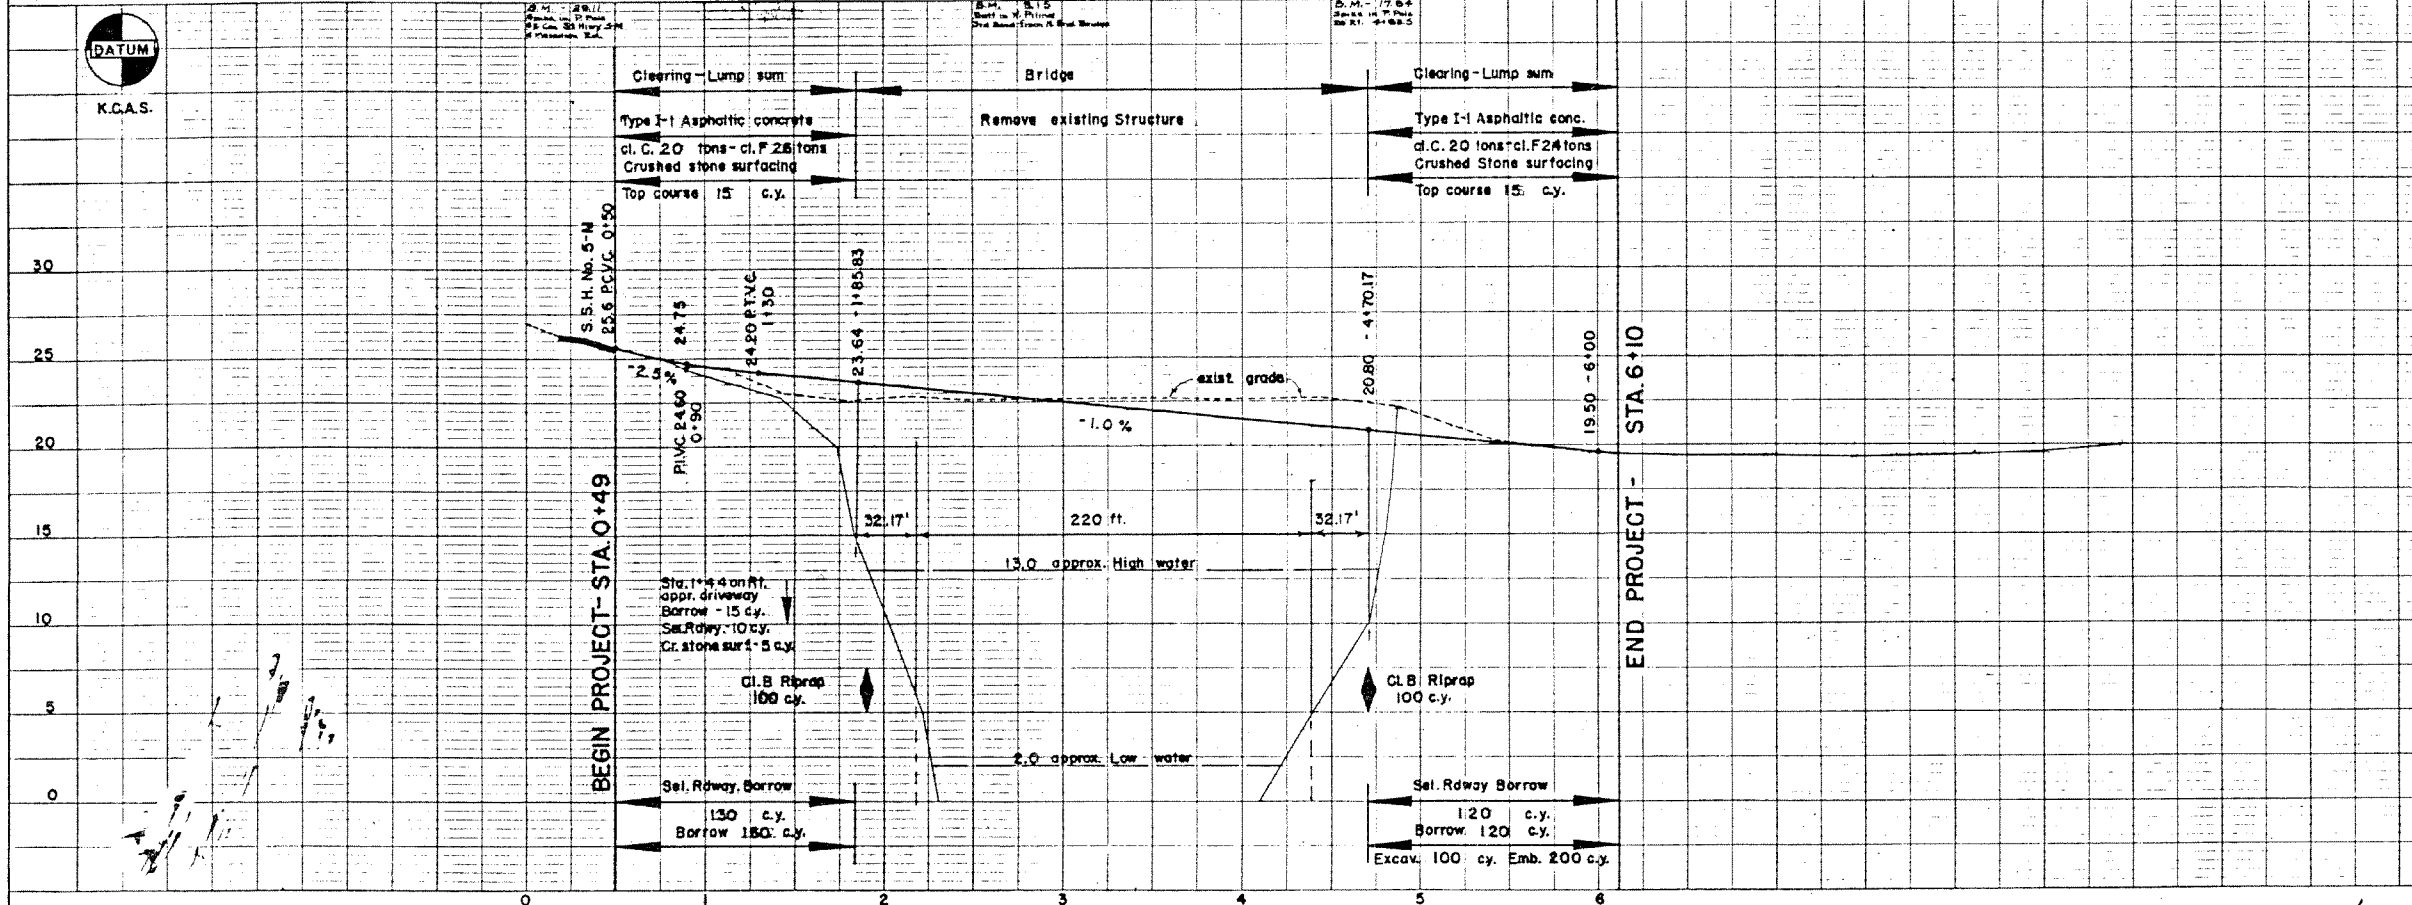 DATUM
K.C.A.S.
B.M. - 29.11
B.M. 5.15
B.M. - 17.64
Clearing - Lump sum
Bridge
Clearing - Lump sum
Type I-1 Asphaltic concrete
Remove existing Structure
Type I-1 Asphaltic conc.
cl. C. 20 tons - cl. F 26 tons
cl. C. 20 tons - cl. F 24 tons
Crushed stone surfacing
Crushed Stone surfacing
Top course 15 c.y.
Top course 15 c.y.
S.S.H. No. 5-M
25.6 P.C.V.C. 0+50
24.75
24.20 P.T.V.C.
1+30
23.64 - 1+85.83
20.80 - 4+70.17
19.50 - 6+00
30
25
20
15
10
5
0
-2.5 %
P.I.V.C. 24.60
0+90
exist. grade
-1.0 %
BEGIN PROJECT - STA. 0+49
END PROJECT - STA. 6+10
32.17'
220 ft.
32.17'
13.0 approx. High water
Sta. 1+44 on Rt.
appr. driveway
Borrow - 15 c.y.
Sel. Rdwy. - 10 c.y.
Cr. stone surf - 5 c.y.
Cl. B Riprap
100 c.y.
Cl. B Riprap
100 c.y.
2.0 approx. Low water
Sel. Rdway. Borrow
130 c.y.
Borrow 180 c.y.
Sel. Rdway Borrow
120 c.y.
Borrow 120 c.y.
Excav. 100 cy. Emb. 200 c.y.
0 1 2 3 4 5 6